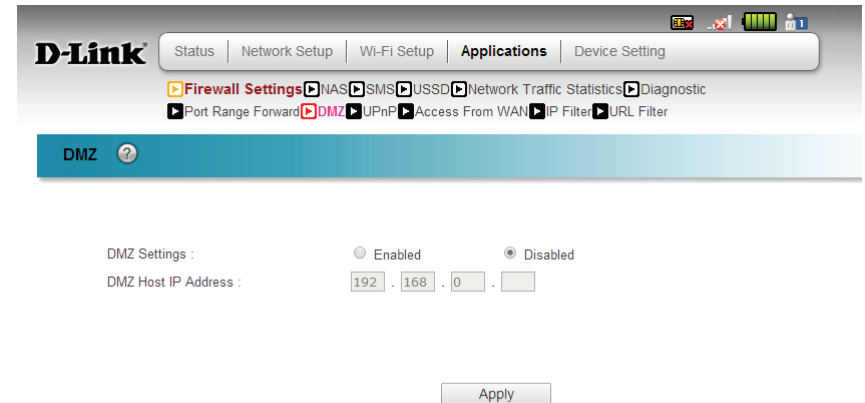 1
D-Link
Status | Network Setup | Wi-Fi Setup | Applications | Device Setting
Firewall Settings NAS SMS USSD Network Traffic Statistics Diagnostic
Port Range Forward DMZ UPnP Access From WAN IP Filter URL Filter
DMZ ?
DMZ Settings : Enabled Disabled
DMZ Host IP Address : 192 . 168 . 0 .
Apply